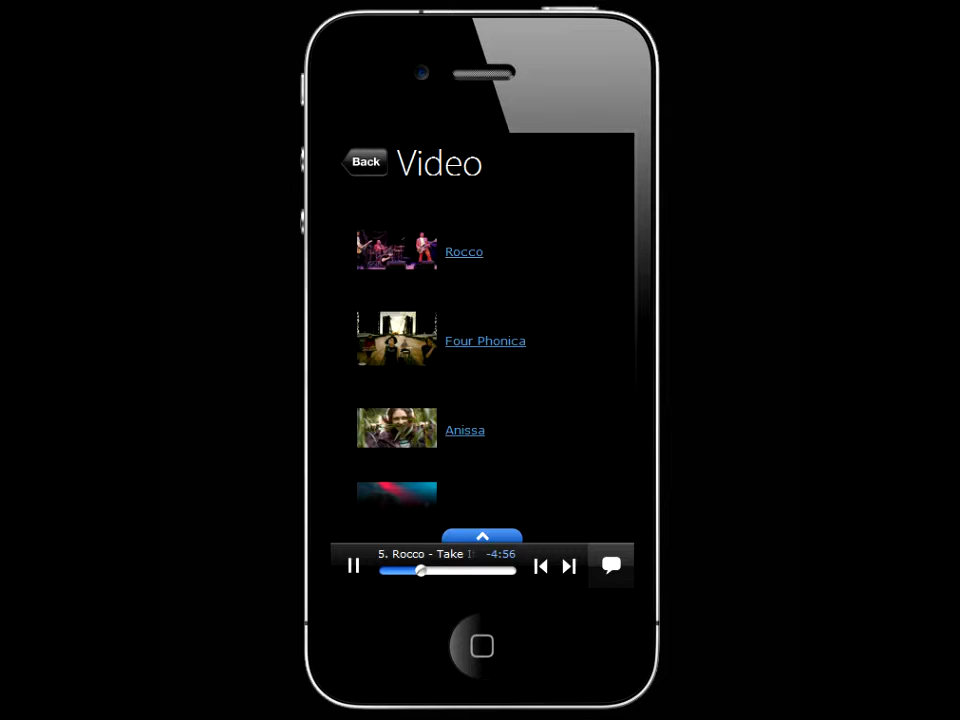 Back
Video
Rocco
Four Phonica
Anissa
5. Rocco - Take
-4:56